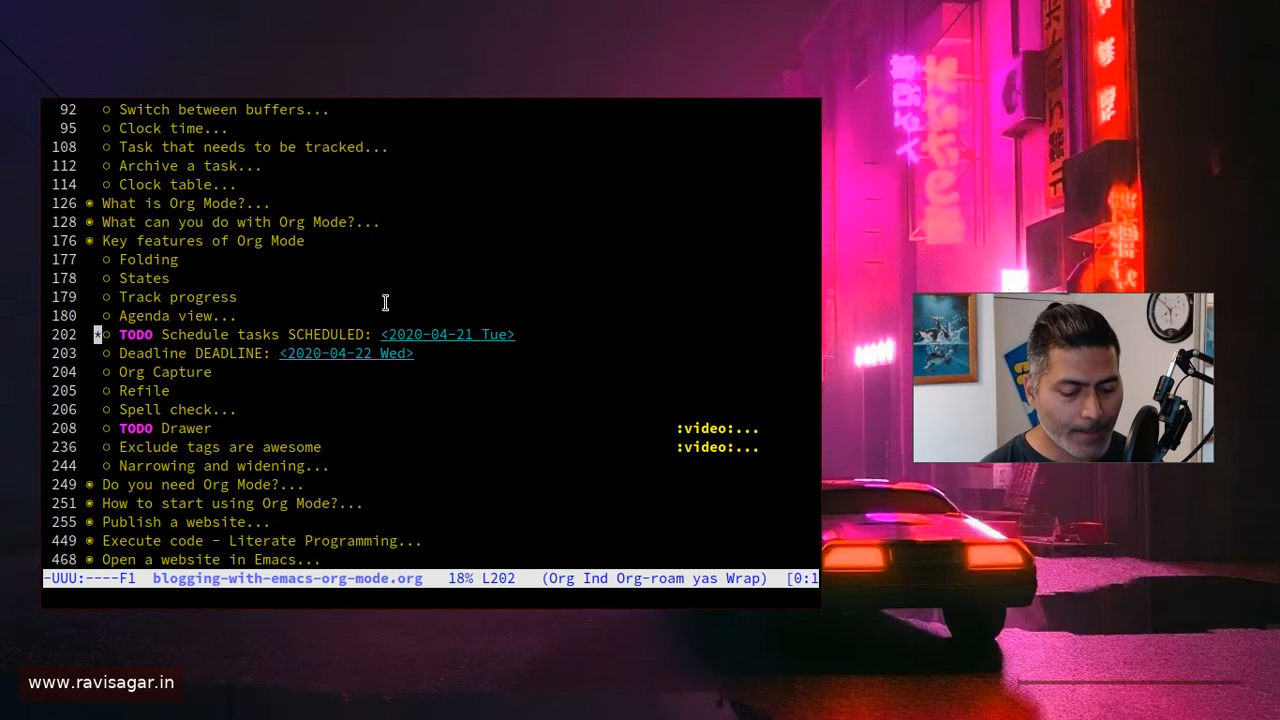 92 ○ Switch between buffers...
95 ○ Clock time...
108 ○ Task that needs to be tracked...
112 ○ Archive a task...
114 ○ Clock table...
126 ◉ What is Org Mode?...
128 ◉ What can you do with Org Mode?...
176 ◉ Key features of Org Mode
177 ○ Folding
178 ○ States
179 ○ Track progress
180 ○ Agenda view...
202 *○ TODO Schedule tasks SCHEDULED: <2020-04-21 Tue>
203 ○ Deadline DEADLINE: <2020-04-22 Wed>
204 ○ Org Capture
205 ○ Refile
206 ○ Spell check...
208 ○ TODO Drawer :video:...
236 ○ Exclude tags are awesome :video:...
244 ○ Narrowing and widening...
249 ◉ Do you need Org Mode?...
251 ◉ How to start using Org Mode?...
255 ◉ Publish a website...
449 ◉ Execute code - Literate Programming...
468 ◉ Open a website in Emacs...
-UUU:----F1 blogging-with-emacs-org-mode.org 18% L202 (Org Ind Org-roam yas Wrap) [0:1
www.ravisagar.in